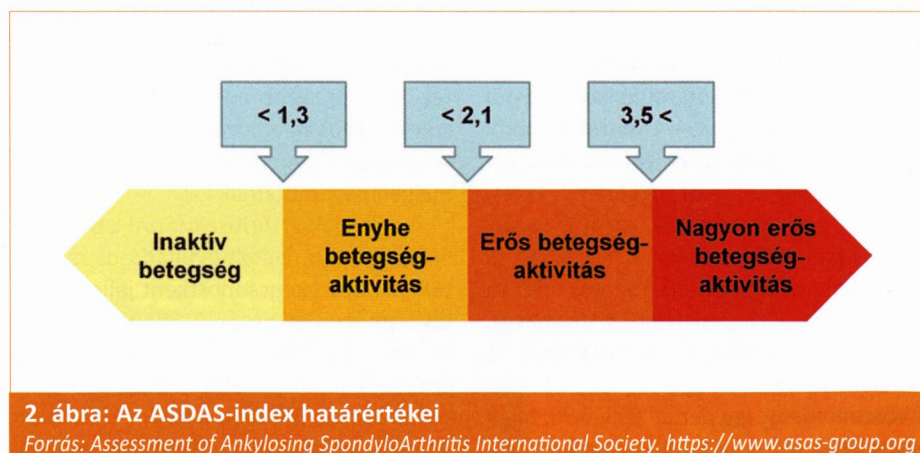 < 1,3
< 2,1
3,5 <
Inaktív
betegség
Enyhe
betegség-
aktivitás
Erős betegség-
aktivitás
Nagyon erős
betegség-
aktivitás
2. ábra: Az ASDAS-index határértékei
Forrás: Assessment of Ankylosing SpondyloArthritis International Society. https://www.asas-group.org